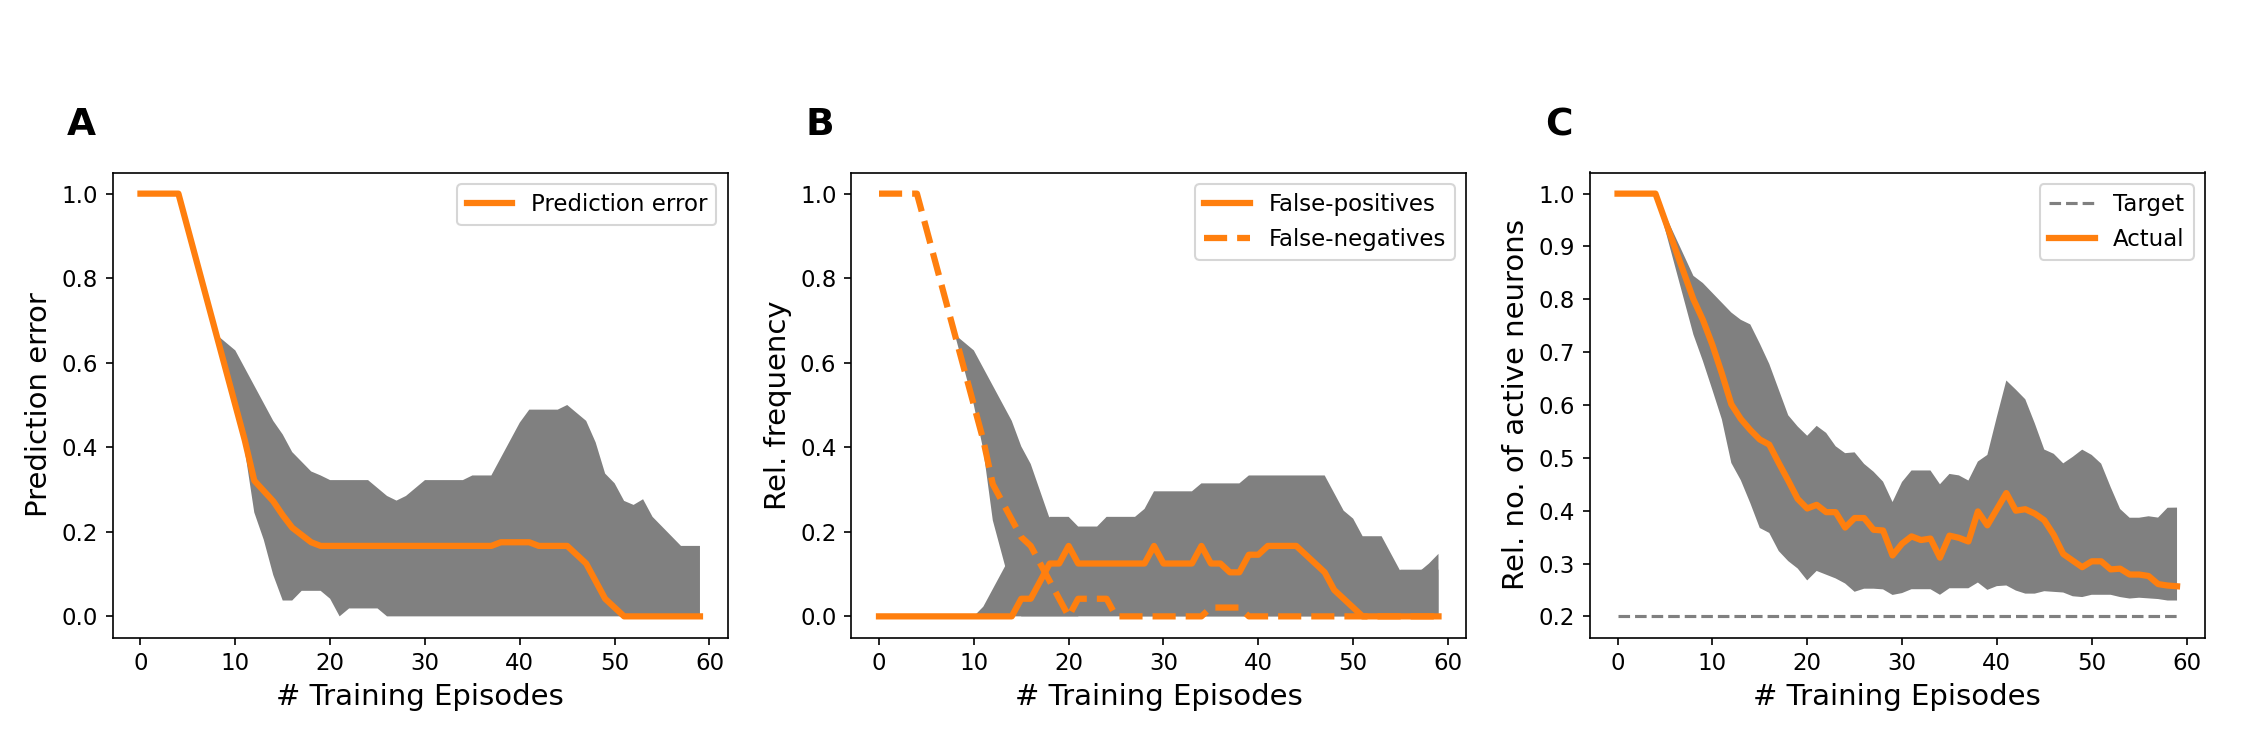 A
Prediction error
1.0
0.8
0.6
0.4
0.2
0.0
0 10 20 30 40 50 60
# Training Episodes
Prediction error
B
False-positives
False-negatives
1.0
0.8
0.6
0.4
0.2
0.0
0 10 20 30 40 50 60
# Training Episodes
Rel. frequency
C
Target
Actual
1.0
0.9
0.8
0.7
0.6
0.5
0.4
0.3
0.2
0 10 20 30 40 50 60
# Training Episodes
Rel. no. of active neurons